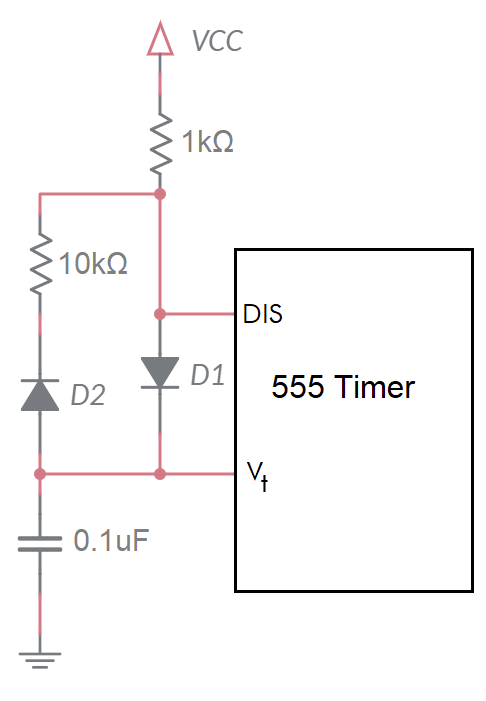 VCC
1kΩ
10kΩ
DIS
D1
555 Timer
D2
Vt
0.1uF